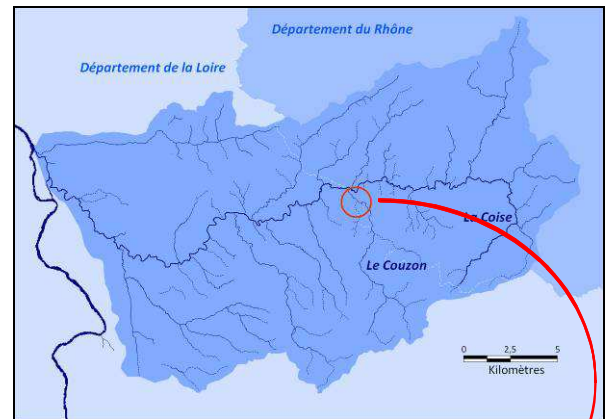 Département du Rhône
Département de la Loire
La Coise
Le Couzon
0 2,5 5
Kilomètres